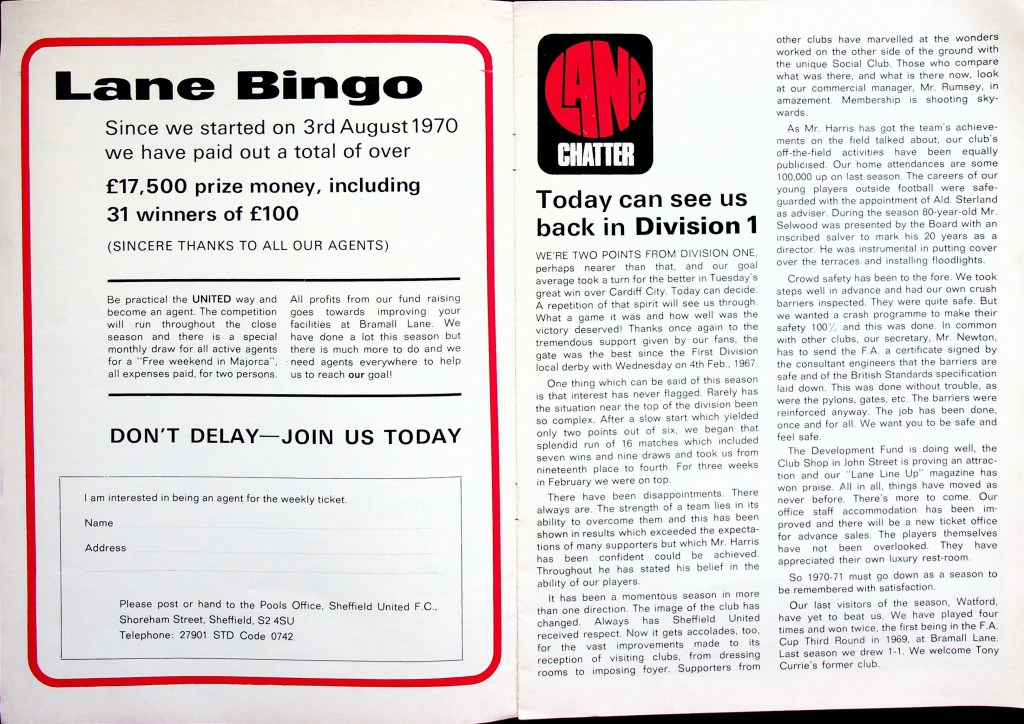 Lane Bingo
Since we started on 3rd August 1970
we have paid out a total of over
£17,500 prize money, including
31 winners of £100
(SINCERE THANKS TO ALL OUR AGENTS)
Be practical the UNITED way and
become an agent. The competition
will run throughout the close
season and there is a special
monthly draw for all active agents
for a "Free weekend in Majorca",
all expenses paid, for two persons.
All profits from our fund raising
goes towards improving your
facilities at Bramall Lane. We
have done a lot this season but
there is much more to do and we
need agents everywhere to help
us to reach our goal!
DON'T DELAY—JOIN US TODAY
I am interested in being an agent for the weekly ticket.
Name
Address
Please post or hand to the Pools Office, Sheffield United F.C.,
Shoreham Street, Sheffield, S2 4SU
Telephone: 27901 STD Code 0742
LANE
CHATTER
Today can see us
back in Division 1
WE'RE TWO POINTS FROM DIVISION ONE,
perhaps nearer than that, and our goal
average took a turn for the better in Tuesday's
great win over Cardiff City. Today can decide.
A repetition of that spirit will see us through.
What a game it was and how well was the
victory deserved! Thanks once again to the
tremendous support given by our fans, the
gate was the best since the First Division
local derby with Wednesday on 4th Feb., 1967.
One thing which can be said of this season
is that interest has never flagged. Rarely has
the situation near the top of the division been
so complex. After a slow start which yielded
only two points out of six, we began that
splendid run of 16 matches which included
seven wins and nine draws and took us from
nineteenth place to fourth. For three weeks
in February we were on top.
There have been disappointments. There
always are. The strength of a team lies in its
ability to overcome them and this has been
shown in results which exceeded the expecta-
tions of many supporters but which Mr. Harris
has been confident could be achieved.
Throughout he has stated his belief in the
ability of our players.
It has been a momentous season in more
than one direction. The image of the club has
changed. Always has Sheffield United
received respect. Now it gets accolades, too,
for the vast improvements made to its
reception of visiting clubs, from dressing
rooms to imposing foyer. Supporters from
other clubs have marvelled at the wonders
worked on the other side of the ground with
the unique Social Club. Those who compare
what was there, and what is there now, look
at our commercial manager, Mr. Rumsey, in
amazement. Membership is shooting sky-
wards.
As Mr. Harris has got the team's achieve-
ments on the field talked about, our club's
off-the-field activities have been equally
publicised. Our home attendances are some
100,000 up on last season. The careers of our
young players outside football were safe-
guarded with the appointment of Ald. Sterland
as adviser. During the season 80-year-old Mr.
Selwood was presented by the Board with an
inscribed salver to mark his 20 years as a
director. He was instrumental in putting cover
over the terraces and installing floodlights.
Crowd safety has been to the fore. We took
steps well in advance and had our own crush
barriers inspected. They were quite safe. But
we wanted a crash programme to make their
safety 100% and this was done. In common
with other clubs, our secretary, Mr. Newton,
has to send the F.A. a certificate signed by
the consultant engineers that the barriers are
safe and of the British Standards specification
laid down. This was done without trouble, as
were the pylons, gates, etc. The barriers were
reinforced anyway. The job has been done,
once and for all. We want you to be safe and
feel safe.
The Development Fund is doing well, the
Club Shop in John Street is proving an attrac-
tion and our "Lane Line Up" magazine has
won praise. All in all, things have moved as
never before. There's more to come. Our
office staff accommodation has been im-
proved and there will be a new ticket office
for advance sales. The players themselves
have not been overlooked. They have
appreciated their own luxury rest-room.
So 1970-71 must go down as a season to
be remembered with satisfaction.
Our last visitors of the season, Watford,
have yet to beat us. We have played four
times and won twice, the first being in the F.A.
Cup Third Round in 1969, at Bramall Lane.
Last season we drew 1-1. We welcome Tony
Currie's former club.